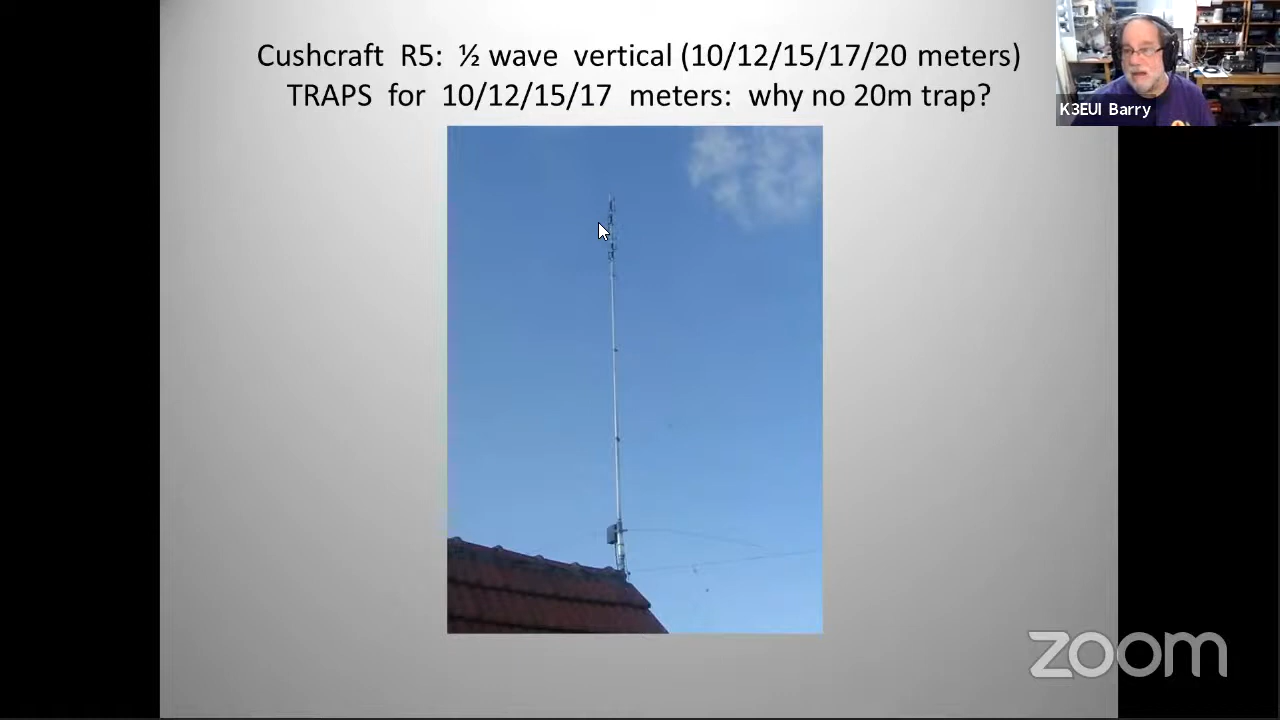 Cushcraft R5: ½ wave vertical (10/12/15/17/20 meters)
TRAPS for 10/12/15/17 meters: why no 20m trap?
K3EUI Barry
zoom